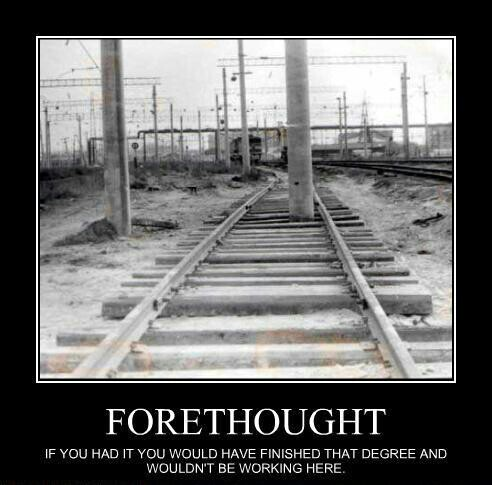 FORETHOUGHT
IF YOU HAD IT YOU WOULD HAVE FINISHED THAT DEGREE AND
WOULDN'T BE WORKING HERE.